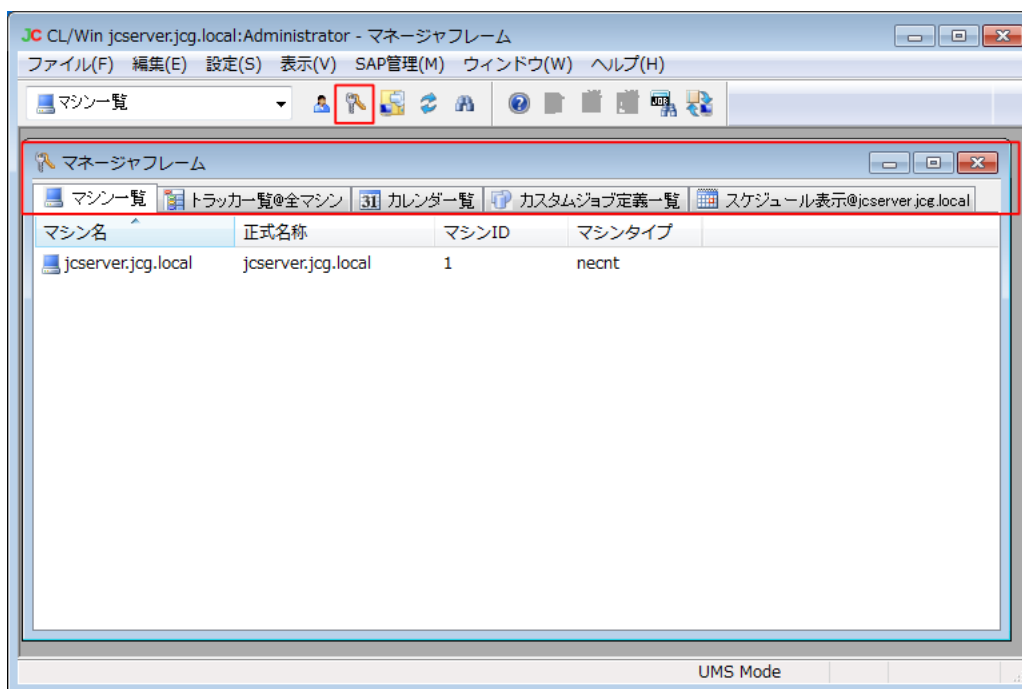 JC CL/Win jcserver.jcg.local:Administrator - マネージャフレーム
ファイル(F) 編集(E) 設定(S) 表示(V) SAP管理(M) ウィンドウ(W) ヘルプ(H)
マシン一覧
JOB
マネージャフレーム
マシン一覧 トラッカー覧@全マシン 31 カレンダ一覧 カスタムジョブ定義一覧 スケジュール表示@jcserver.jcg.local
マシン名 正式名称 マシンID マシンタイプ
jcserver.jcg.local jcserver.jcg.local 1 necnt
UMS Mode